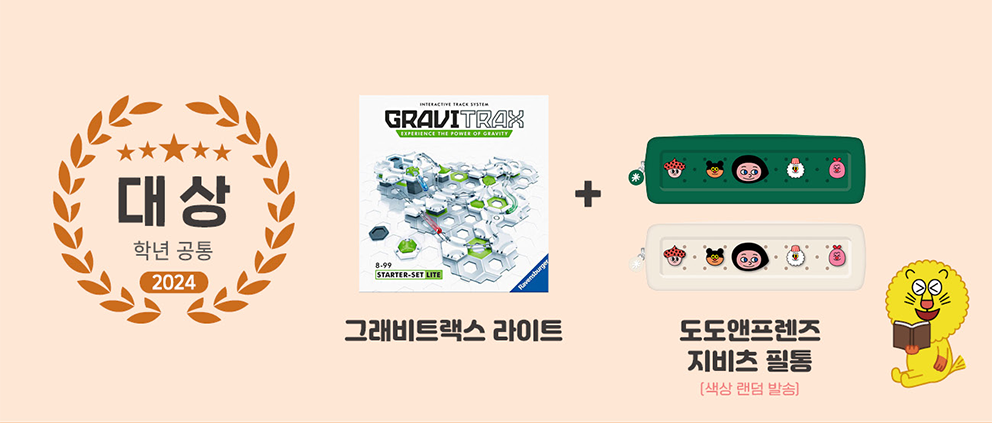 대상
학년 공통
2024
INTERACTIVE TRACK SYSTEM
GRAVITRAX
EXPERIENCE THE POWER OF GRAVITY
8-99
STARTER-SET LITE
Ravensburger
+
그래비트랙스 라이트
도도앤프렌즈
지비츠 필통
[색상 랜덤 발송]